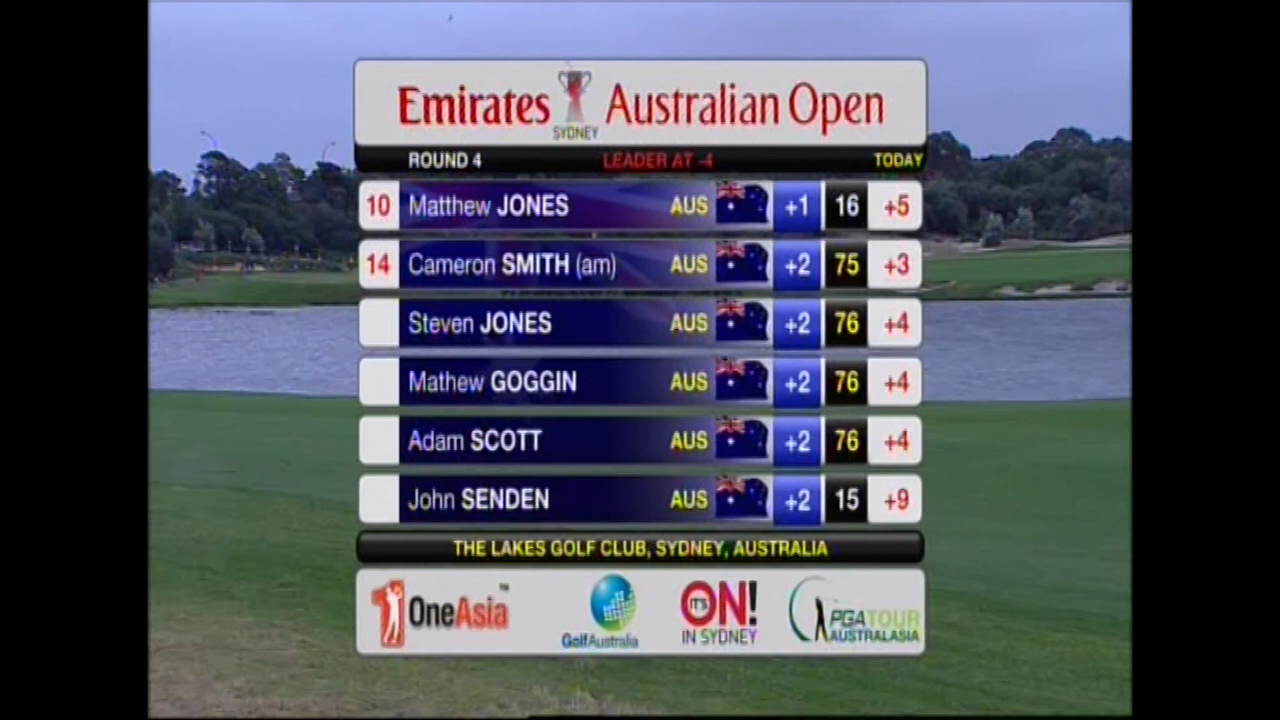 Emirates Australian Open
SYDNEY
ROUND 4 LEADER AT -4 TODAY
10 Matthew JONES AUS +1 16 +5
14 Cameron SMITH (am) AUS +2 75 +3
Steven JONES AUS +2 76 +4
Mathew GOGGIN AUS +2 76 +4
Adam SCOTT AUS +2 76 +4
John SENDEN AUS +2 15 +9
THE LAKES GOLF CLUB, SYDNEY, AUSTRALIA
1 OneAsia™
GolfAustralia
IT'S ON!
IN SYDNEY
PGA TOUR
AUSTRALASIA